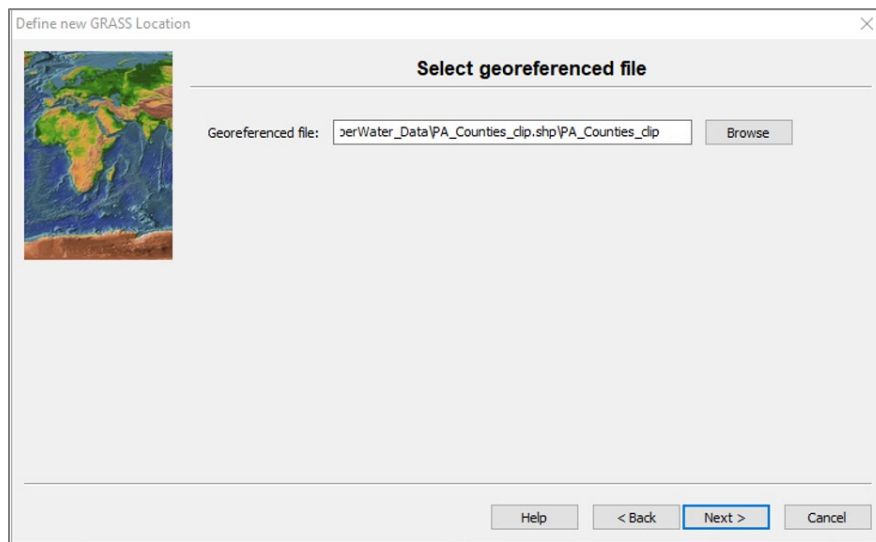 Define new GRASS Location
Select georeferenced file
Georeferenced file:
perWater_Data\PA_Counties_clip.shp\PA_Counties_clip
Browse
Help
< Back
Next >
Cancel